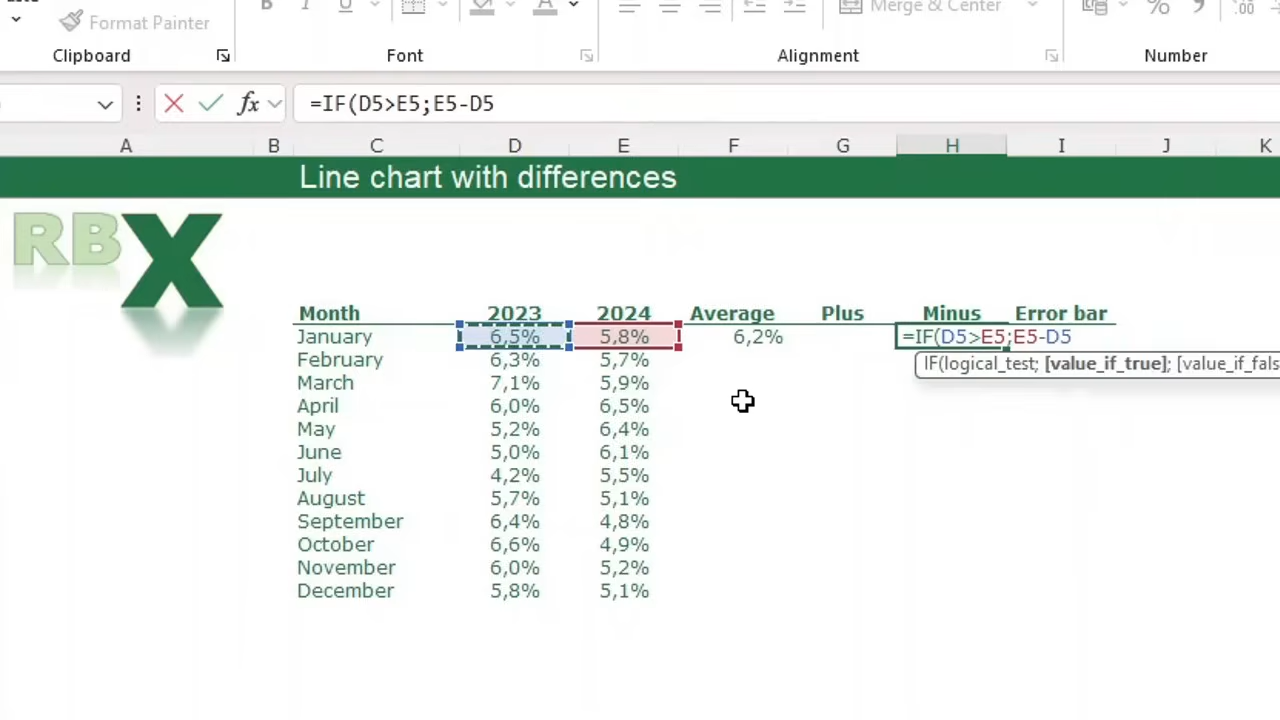 Format Painter
B I U A Merge & Center % 9 .00
Clipboard Font Alignment Number
fx =IF(D5>E5;E5-D5
A B C D E F G H I J K
Line chart with differences
RBX
Month 2023 2024 Average Plus Minus Error bar
January 6,5% 5,8% 6,2% =IF(D5>E5;E5-D5
IF(logical_test; [value_if_true]; [value_if_fals
February 6,3% 5,7%
March 7,1% 5,9%
April 6,0% 6,5%
May 5,2% 6,4%
June 5,0% 6,1%
July 4,2% 5,5%
August 5,7% 5,1%
September 6,4% 4,8%
October 6,6% 4,9%
November 6,0% 5,2%
December 5,8% 5,1%